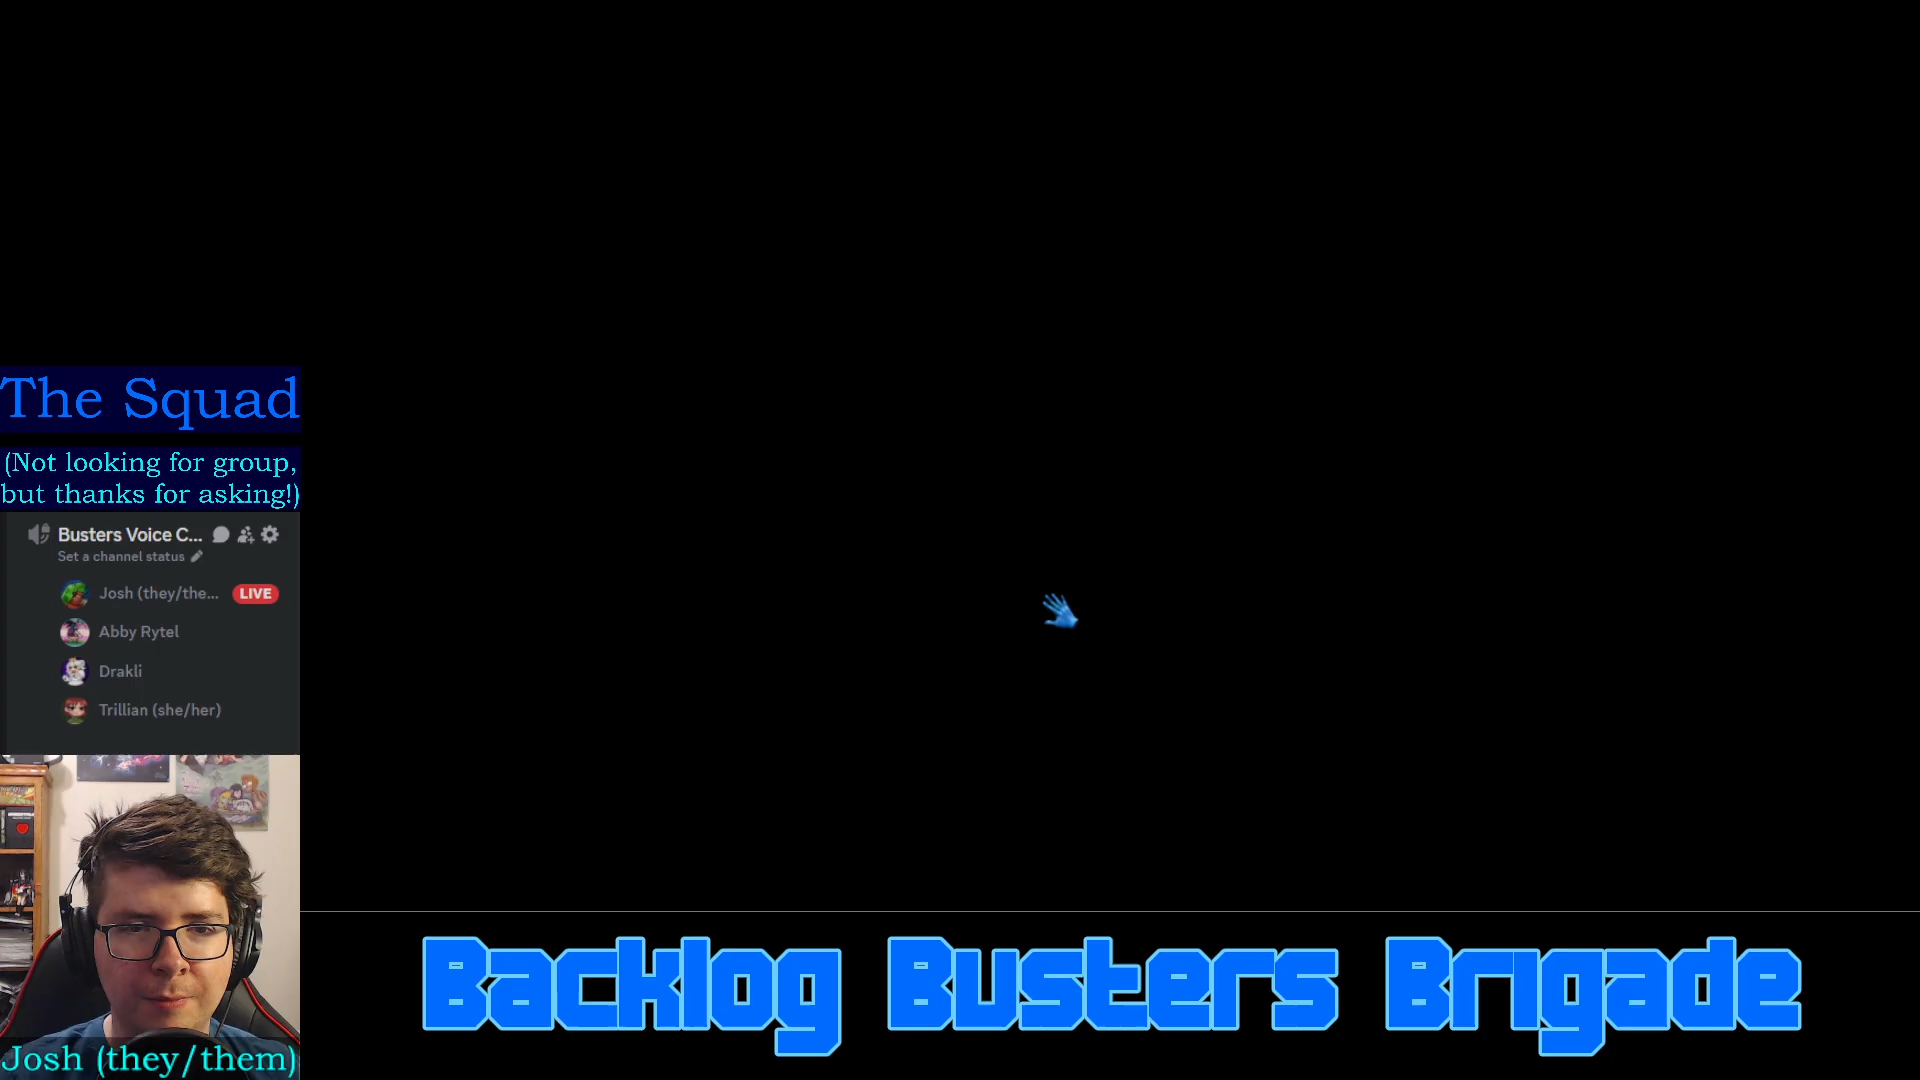 The Squad
(Not looking for group,
but thanks for asking!)
Busters Voice C...
Set a channel status
Josh (they/the...
LIVE
Abby Rytel
Drakli
Trillian (she/her)
Josh (they/them)
Backlog Busters Brigade